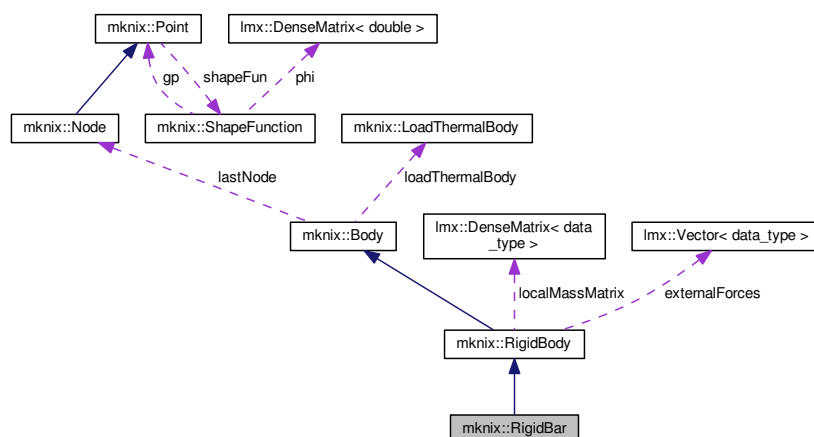 mknix::Point
lmx::DenseMatrix< double >
gp
shapeFun
phi
mknix::Node
mknix::ShapeFunction
mknix::LoadThermalBody
lastNode
loadThermalBody
mknix::Body
lmx::DenseMatrix< data
_type >
lmx::Vector< data_type >
localMassMatrix
externalForces
mknix::RigidBody
mknix::RigidBar